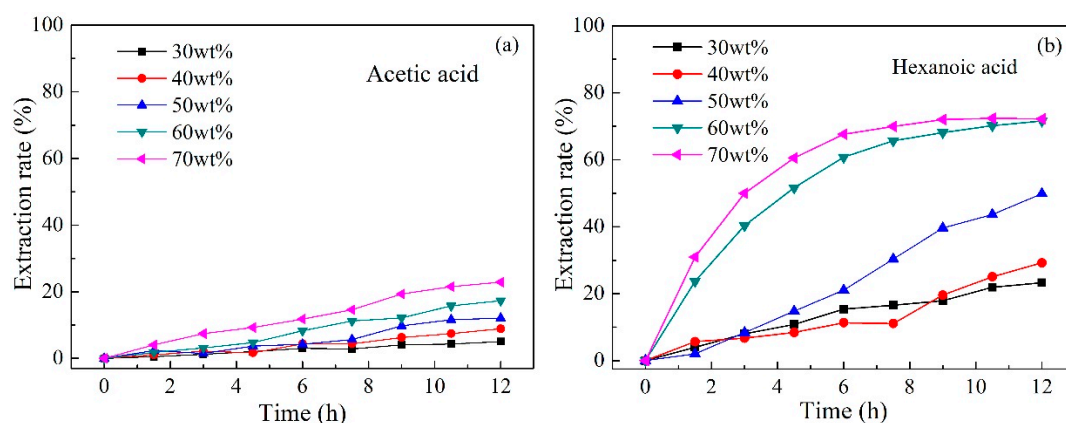 (a)
Acetic acid
30wt%
40wt%
50wt%
60wt%
70wt%
Extraction rate (%)
100
80
60
40
20
0
0 2 4 6 8 10 12
Time (h)
(b)
Hexanoic acid
30wt%
40wt%
50wt%
60wt%
70wt%
Extraction rate (%)
100
80
60
40
20
0
0 2 4 6 8 10 12
Time (h)